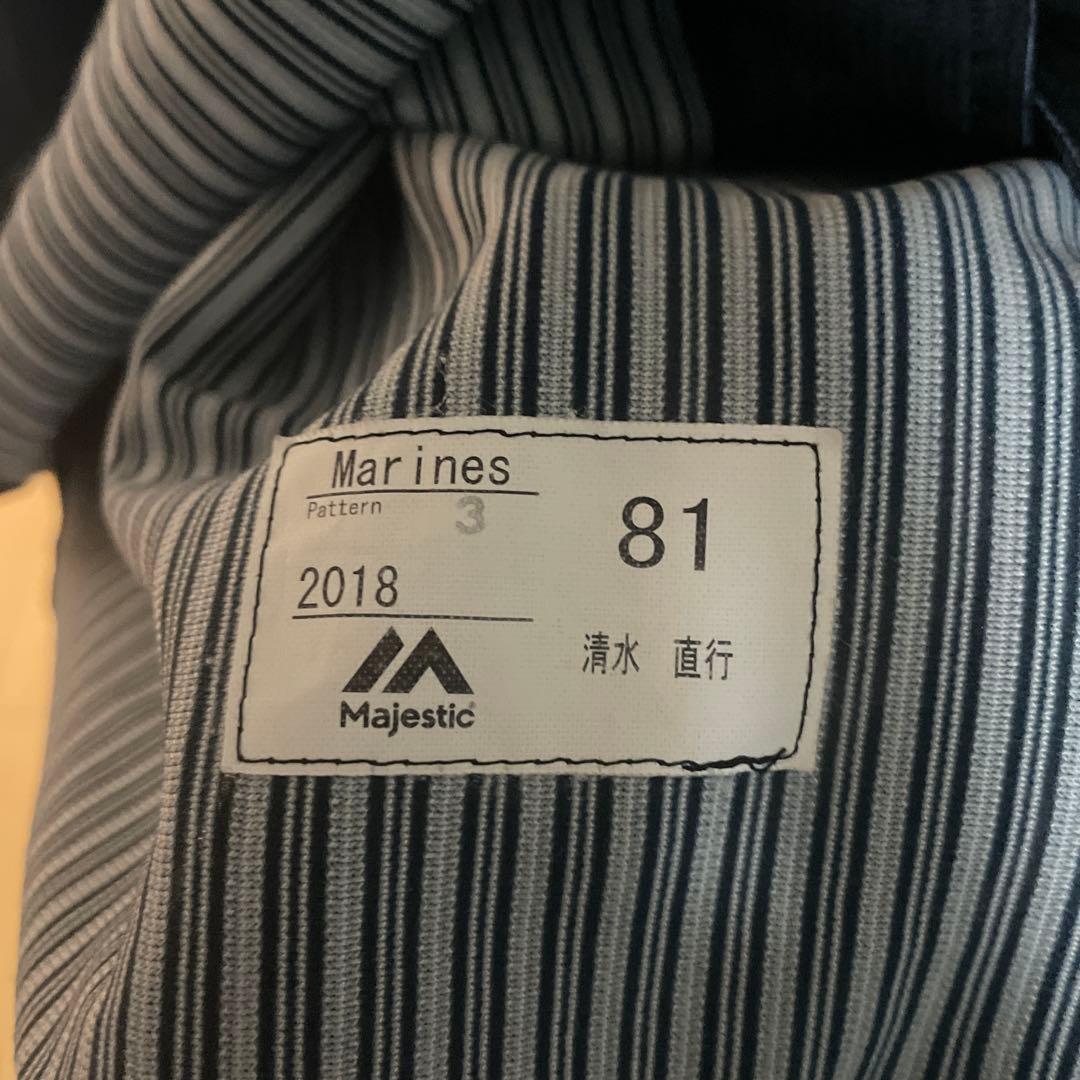 Marines
Pattern 3
2018
Majestic
81
清水 直行